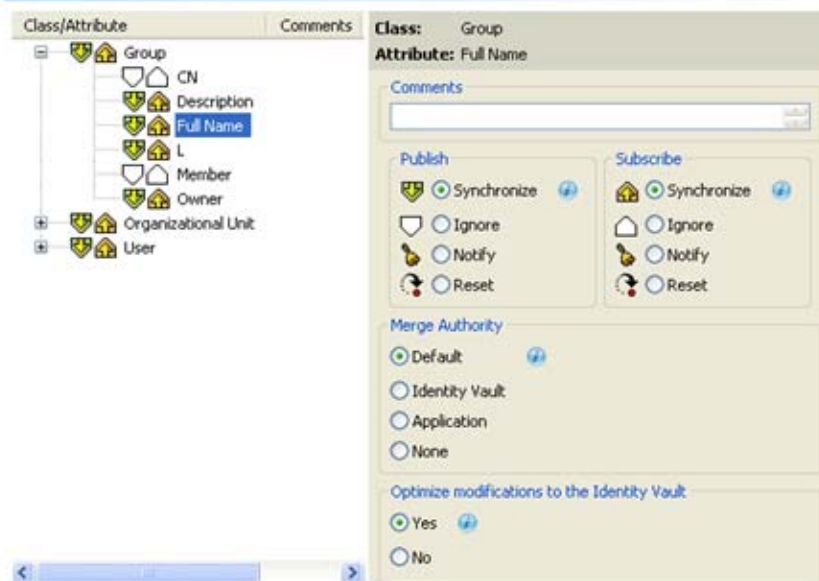 Class/Attribute Comments
Group
CN
Description
Full Name
L
Member
Owner
Organizational Unit
User
Class: Group
Attribute: Full Name
Comments
Publish
Synchronize
Ignore
Notify
Reset
Subscribe
Synchronize
Ignore
Notify
Reset
Merge Authority
Default
Identity Vault
Application
None
Optimize modifications to the Identity Vault
Yes
No